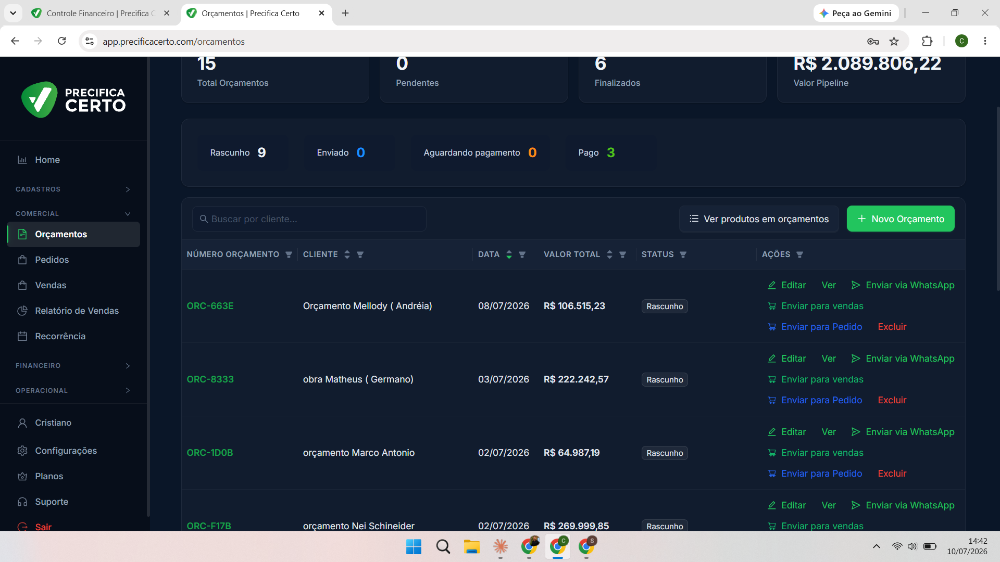 Controle Financeiro | Precifica C
Orçamentos | Precifica Certo
Peça ao Gemini
app.precificacerto.com/orcamentos
C
PRECIFICA
CERTO
Home
CADASTROS
COMERCIAL
Orçamentos
Pedidos
Vendas
Relatório de Vendas
Recorrência
FINANCEIRO
OPERACIONAL
Cristiano
Configurações
Planos
Suporte
Sair
15
Total Orçamentos
0
Pendentes
6
Finalizados
R$ 2.089.806,22
Valor Pipeline
Rascunho 9
Enviado 0
Aguardando pagamento 0
Pago 3
Buscar por cliente...
Ver produtos em orçamentos
Novo Orçamento
NÚMERO ORÇAMENTO CLIENTE DATA VALOR TOTAL STATUS AÇÕES
Editar Ver Enviar via WhatsApp
ORC-663E Orçamento Mellody ( Andréia) 08/07/2026 R$ 106.515,23 Rascunho Enviar para vendas
Enviar para Pedido Excluir
Editar Ver Enviar via WhatsApp
ORC-8333 obra Matheus ( Germano) 03/07/2026 R$ 222.242,57 Rascunho Enviar para vendas
Enviar para Pedido Excluir
Editar Ver Enviar via WhatsApp
ORC-1D0B orçamento Marco Antonio 02/07/2026 R$ 64.987,19 Rascunho Enviar para vendas
Enviar para Pedido Excluir
Editar Ver Enviar via WhatsApp
ORC-F17B orçamento Nei Schineider 02/07/2026 R$ 269.999,85 Rascunho Enviar para vendas
C
S
14:42
10/07/2026